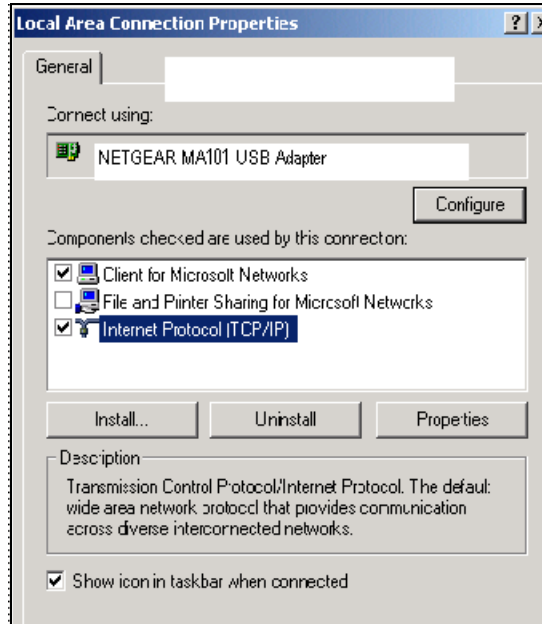 Local Area Connection Properties
General
Connect using:
NETGEAR MA101 USB Adapter
Configure
Components checked are used by this connection:
Client for Microsoft Networks
File and Printer Sharing for Microsoft Networks
Internet Protocol (TCP/IP)
Install...
Uninstall
Properties
Description
Transmission Control Protocol/Internet Protocol. The default
wide area network protocol that provides communication
across diverse interconnected networks.
Show icon in taskbar when connected